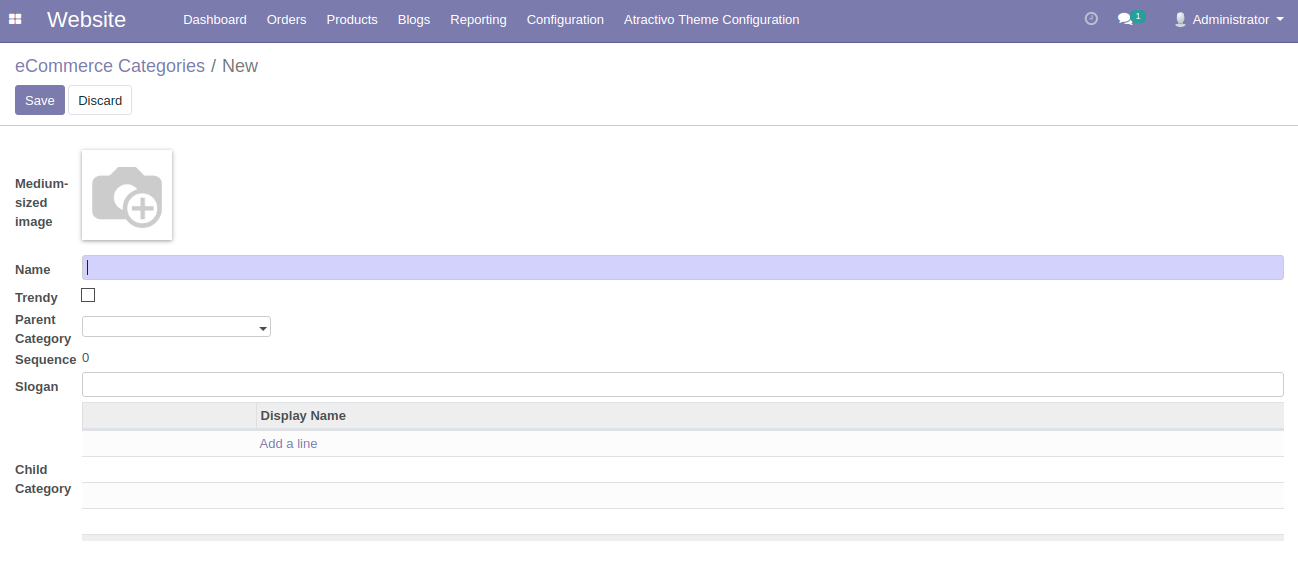 Website Dashboard Orders Products Blogs Reporting Configuration Atractivo Theme Configuration 1 Administrator
eCommerce Categories / New
Save Discard
Medium-
sized
image
Name
Trendy
Parent
Category
Sequence 0
Slogan
Display Name
Add a line
Child
Category